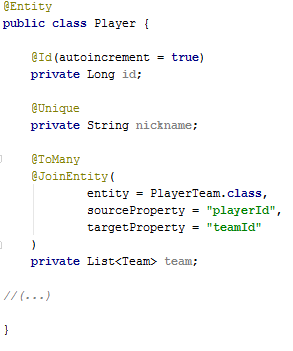 @Entity
public class Player {
@Id(autoincrement = true)
private Long id;
@Unique
private String nickname;
@ToMany
@JoinEntity(
entity = PlayerTeam.class,
sourceProperty = "playerId",
targetProperty = "teamId"
)
private List<Team> team;
//(...)
}